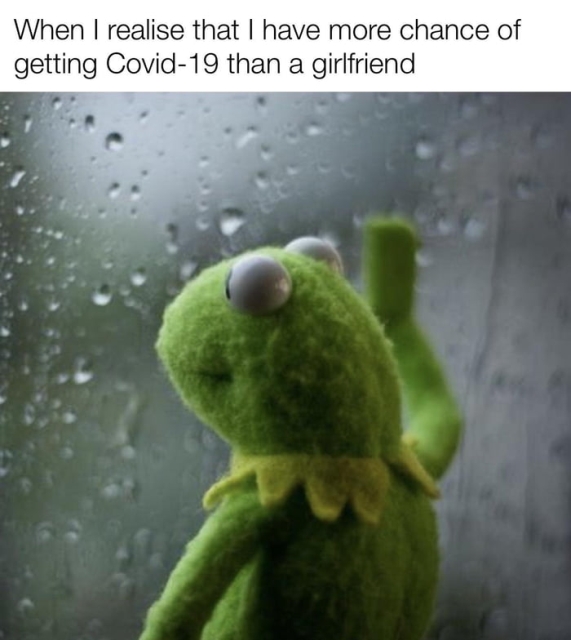 When I realise that I have more chance of
getting Covid-19 than a girlfriend